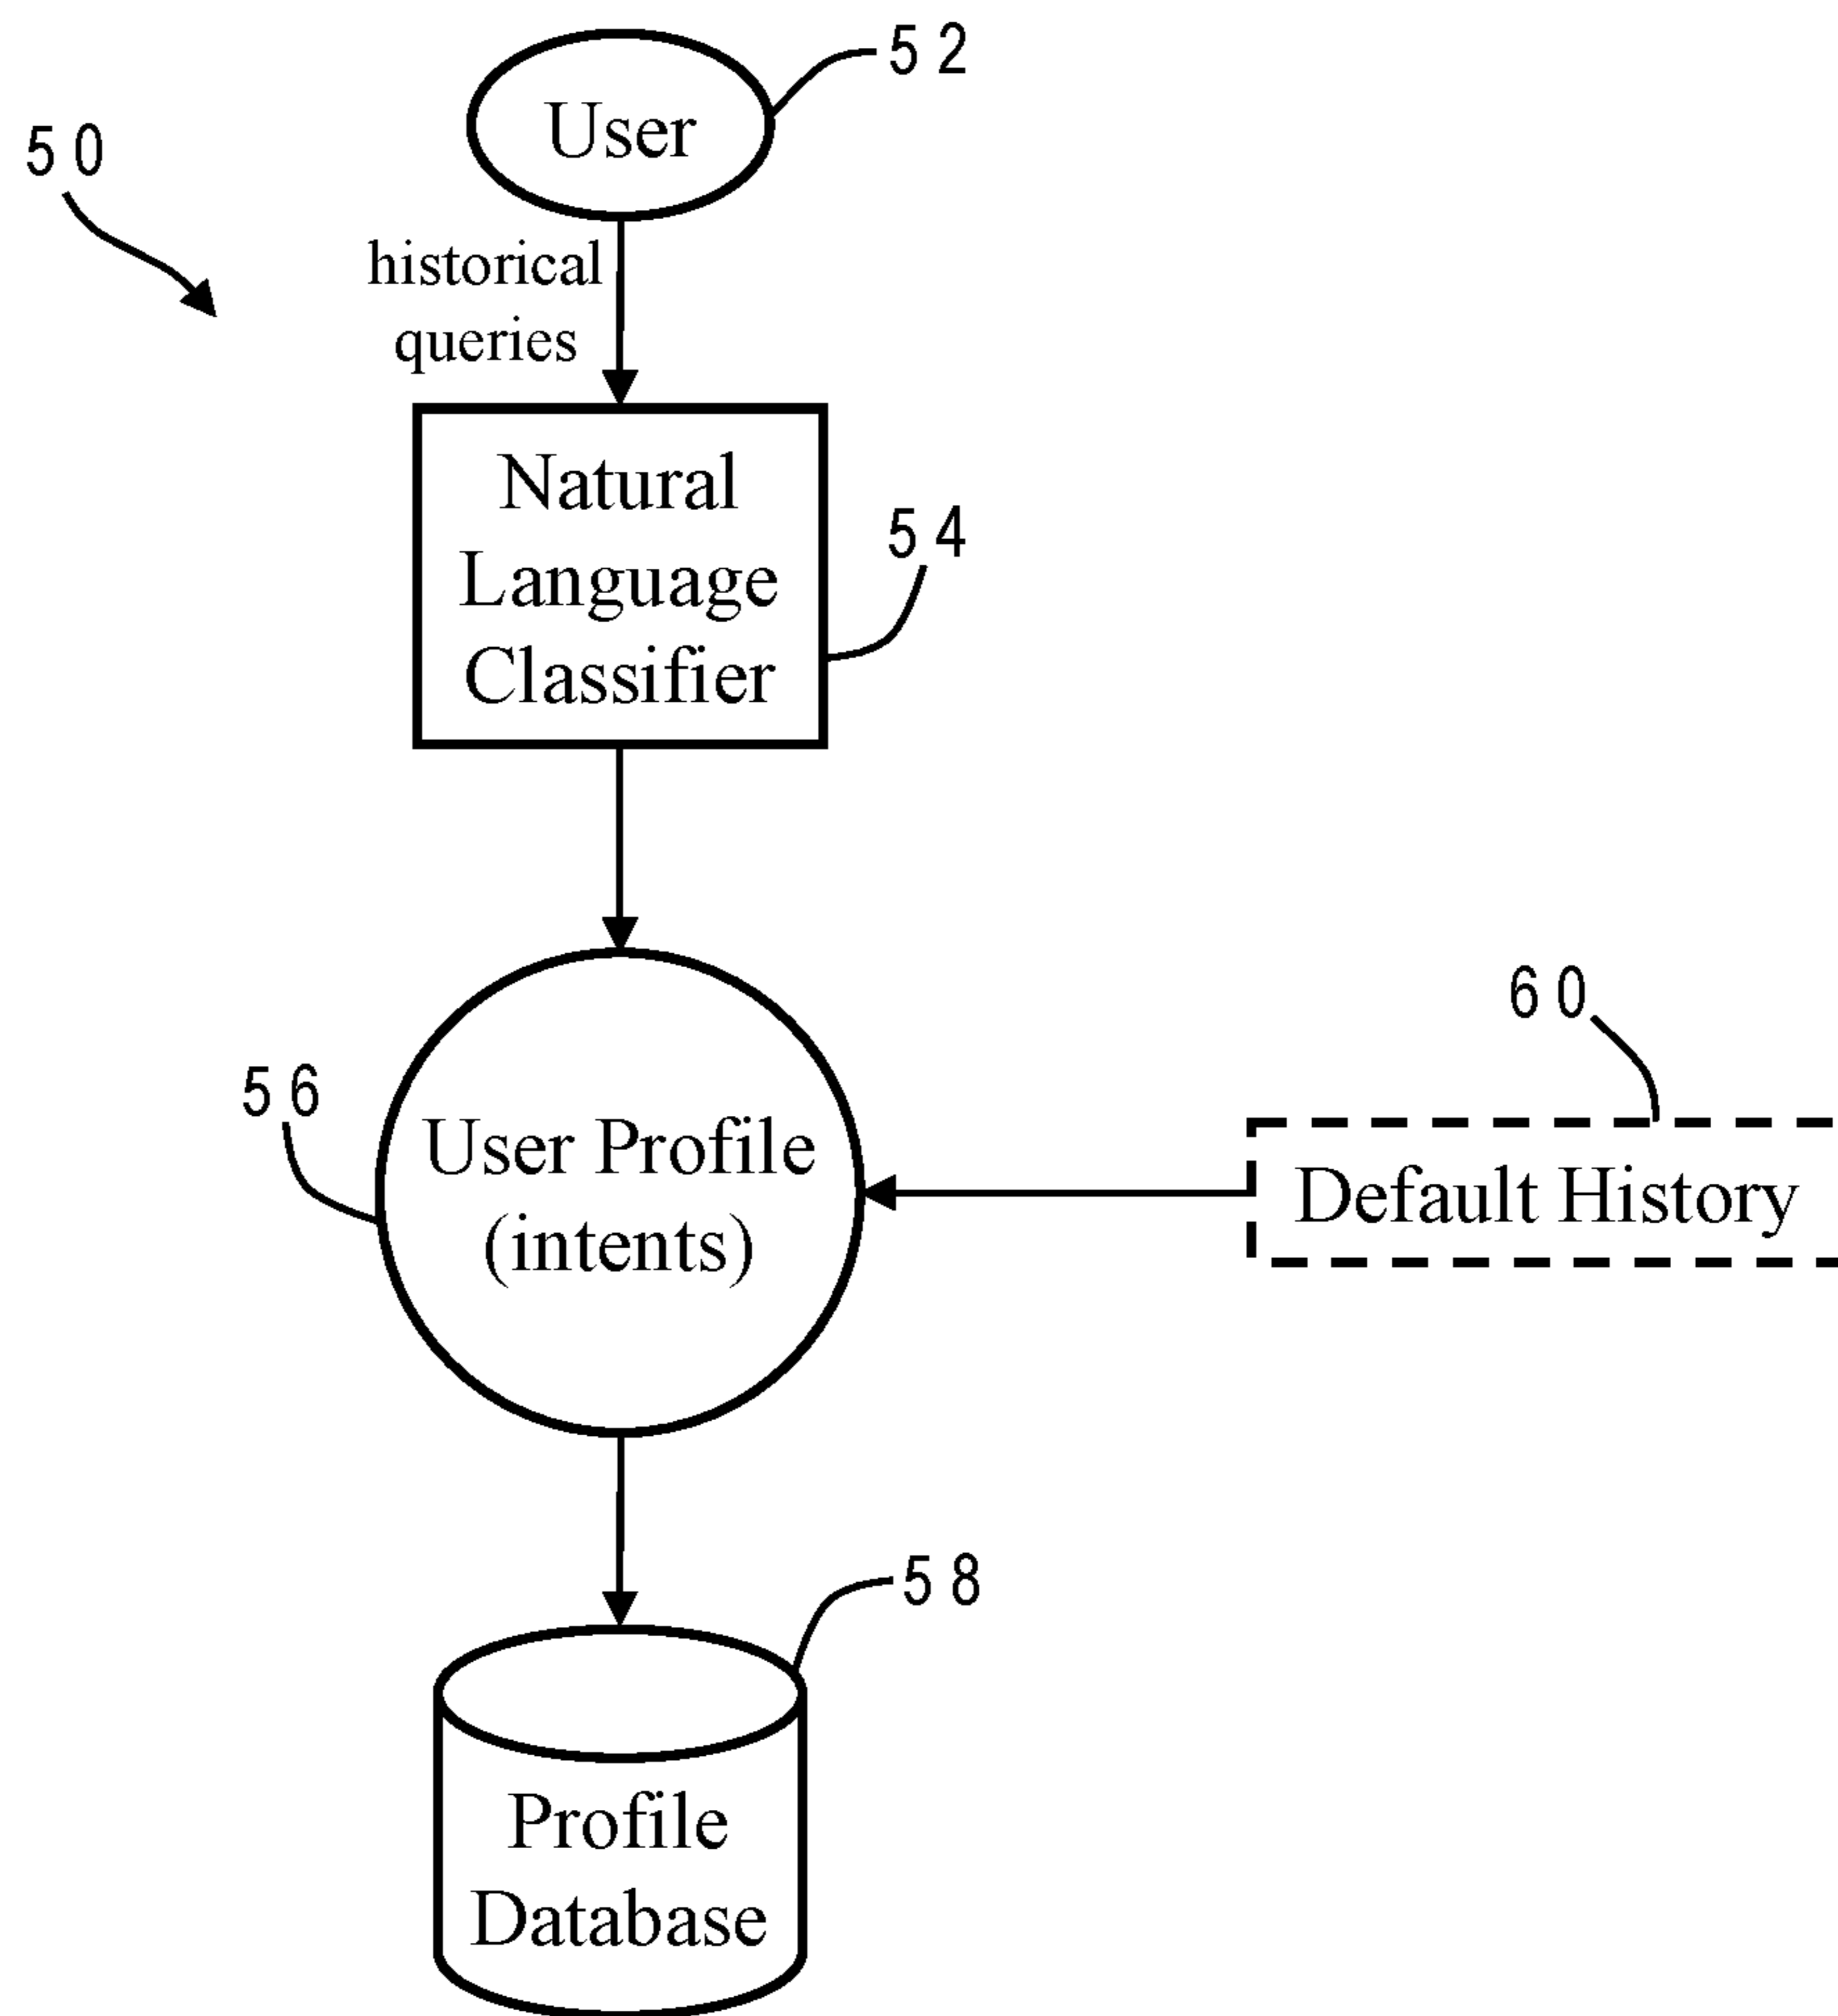 52
User
50
historical
queries
Natural
Language
Classifier
54
60
56
User Profile
(intents)
Default History
58
Profile
Database